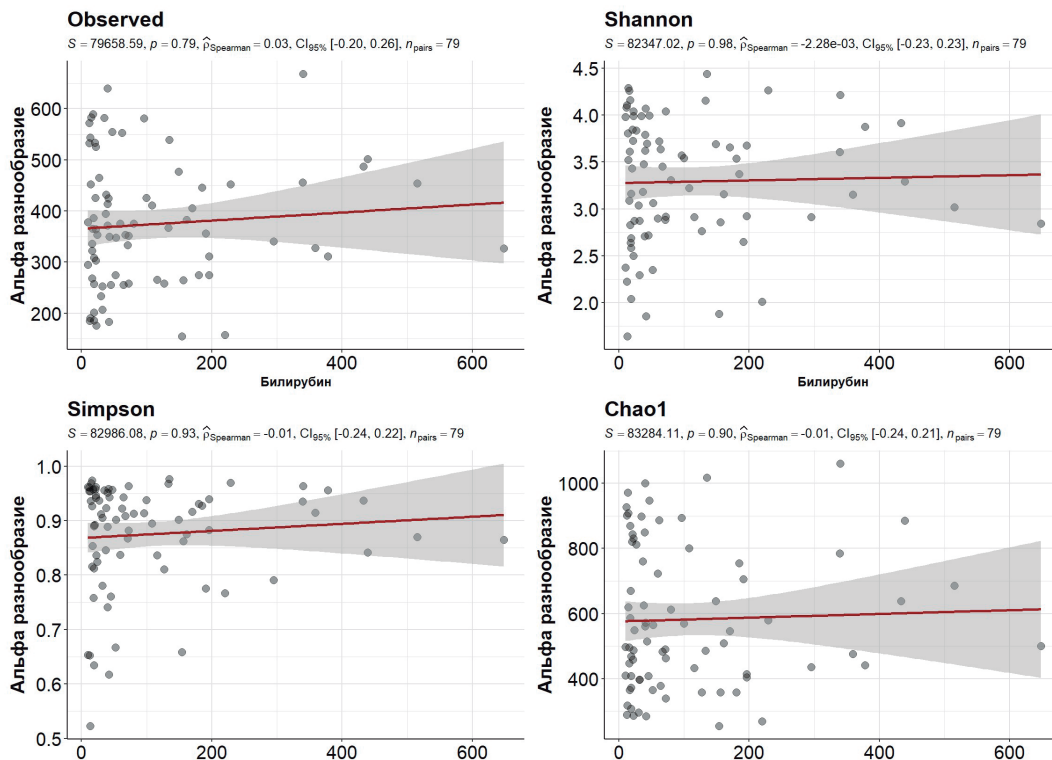 Observed
S = 79658.59, p = 0.79, ρ̂Spearman = 0.03, CI95% [-0.20, 0.26], npairs = 79
Альфа разнообразие
600
500
400
300
200
0
200
400
600
Билирубин
Shannon
S = 82347.02, p = 0.98, ρ̂Spearman = -2.28e-03, CI95% [-0.23, 0.23], npairs = 79
Альфа разнообразие
4.5
4.0
3.5
3.0
2.5
2.0
0
200
400
600
Билирубин
Simpson
S = 82986.08, p = 0.93, ρ̂Spearman = -0.01, CI95% [-0.24, 0.22], npairs = 79
Альфа разнообразие
1.0
0.9
0.8
0.7
0.6
0.5
0
200
400
600
Chao1
S = 83284.11, p = 0.90, ρ̂Spearman = -0.01, CI95% [-0.24, 0.21], npairs = 79
Альфа разнообразие
1000
800
600
400
0
200
400
600